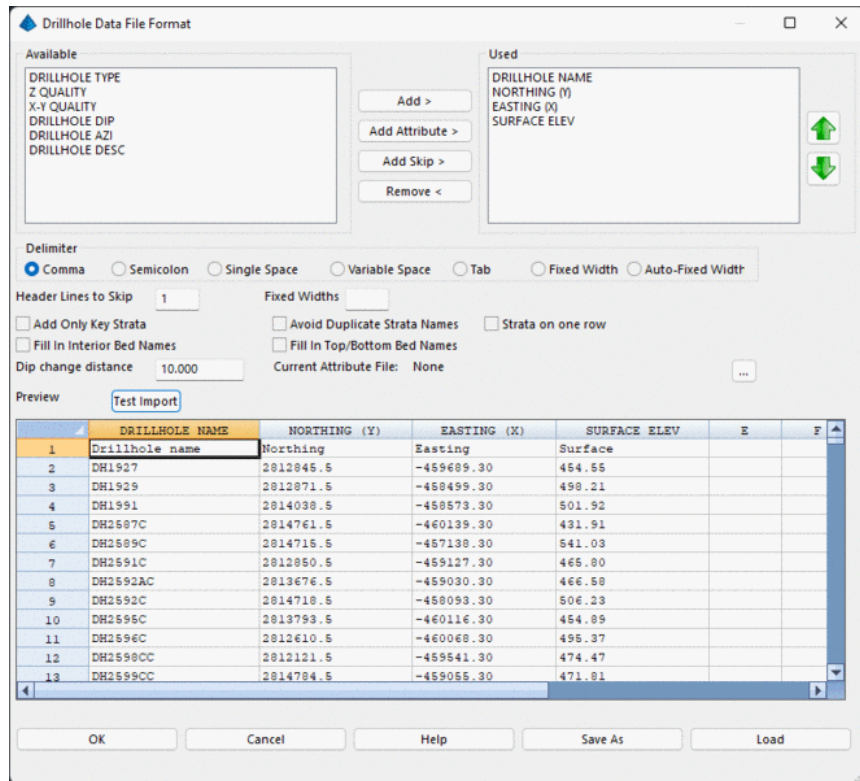 Drillhole Data File Format
Available
DRILLHOLE TYPE
Z QUALITY
X-Y QUALITY
DRILLHOLE DIP
DRILLHOLE AZI
DRILLHOLE DESC
Add >
Add Attribute >
Add Skip >
Remove <
Used
DRILLHOLE NAME
NORTHING (Y)
EASTING (X)
SURFACE ELEV
Delimiter
Comma Semicolon Single Space Variable Space Tab Fixed Width Auto-Fixed Width
Header Lines to Skip 1 Fixed Widths
Add Only Key Strata Avoid Duplicate Strata Names Strata on one row
Fill In Interior Bed Names Fill In Top/Bottom Bed Names
Dip change distance 10.000 Current Attribute File: None ...
Preview Test Import
DRILLHOLE NAME NORTHING (Y) EASTING (X) SURFACE ELEV E F
1 Drillhole name Northing Easting Surface
2 DH1927 2812845.5 -459689.30 454.55
3 DH1929 2812871.5 -458499.30 498.21
4 DH1991 2814038.5 -458573.30 501.92
5 DH2587C 2814761.5 -460139.30 431.91
6 DH2589C 2814715.5 -457138.30 541.03
7 DH2591C 2812850.5 -459127.30 465.80
8 DH2592AC 2813676.5 -459030.30 466.58
9 DH2592C 2814718.5 -458093.30 506.23
10 DH2595C 2813793.5 -460116.30 454.89
11 DH2596C 2812610.5 -460068.30 495.37
12 DH2598CC 2812121.5 -459541.30 474.47
13 DH2599CC 2814784.5 -459055.30 471.81
OK Cancel Help Save As Load